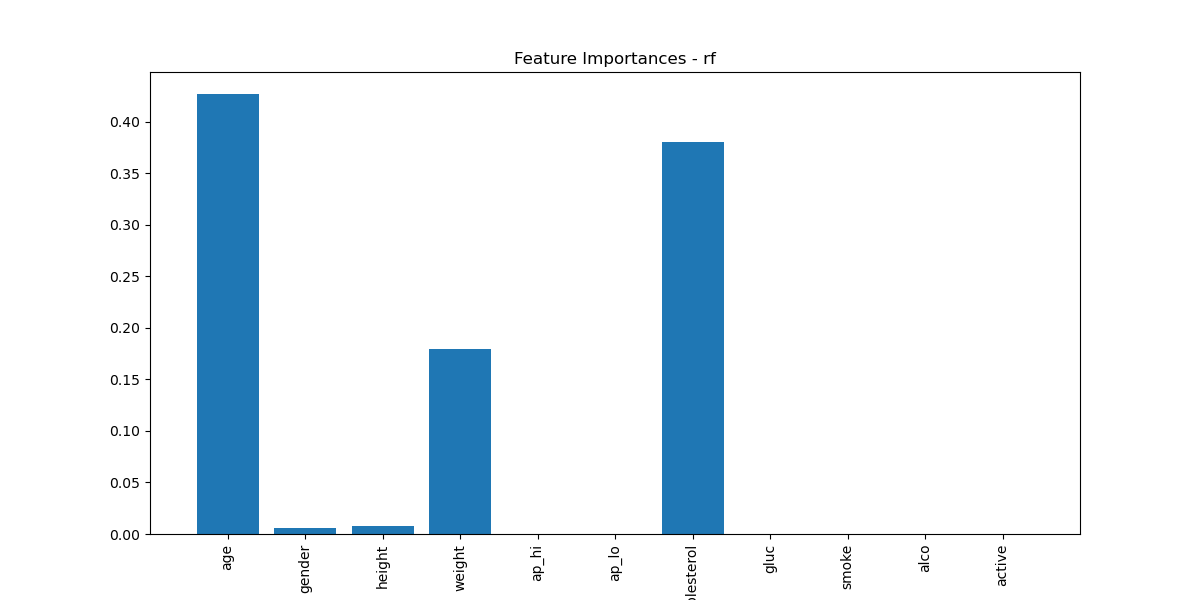 Feature Importances - rf
0.40
0.35
0.30
0.25
0.20
0.15
0.10
0.05
0.00
age
gender
height
weight
ap_hi
ap_lo
olesterol
gluc
smoke
alco
active